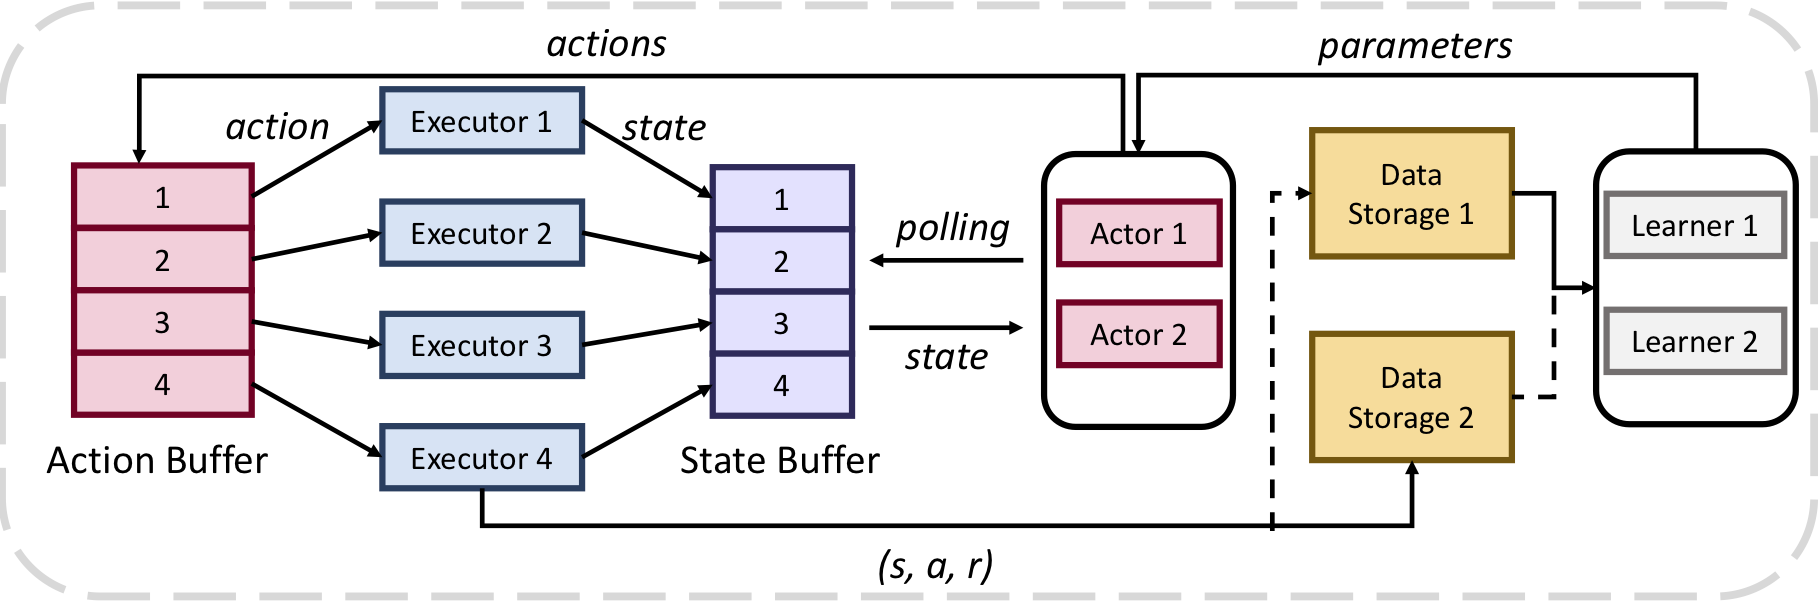 actions
parameters
action
Executor 1
state
1
2
3
4
Action Buffer
Executor 2
Executor 3
Executor 4
1
2
3
4
State Buffer
polling
state
Actor 1
Actor 2
Data
Storage 1
Data
Storage 2
Learner 1
Learner 2
(s, a, r)